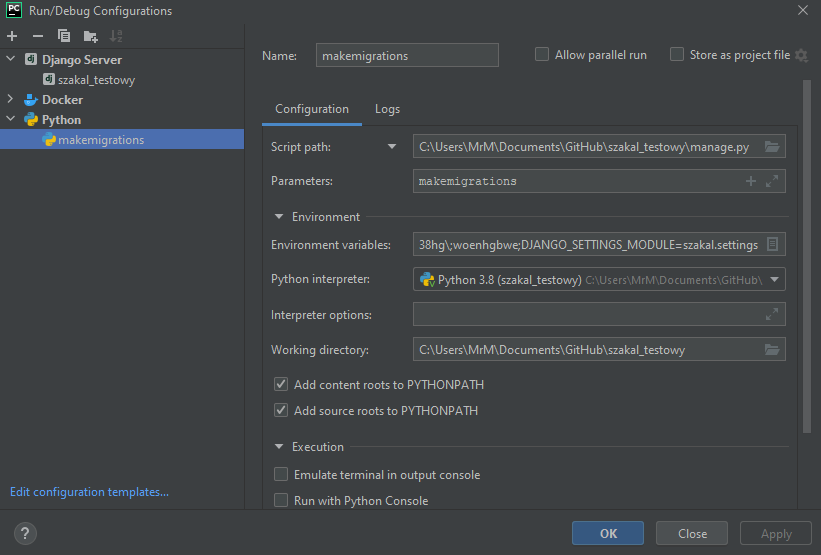 PC Run/Debug Configurations
Name: makemigrations Allow parallel run Store as project file
Django Server
dj szakal_testowy
Docker
Python
makemigrations
Configuration Logs
Script path: C:\Users\MrM\Documents\GitHub\szakal_testowy\manage.py
Parameters: makemigrations
Environment
Environment variables: 38hg\;woenhgbwe;DJANGO_SETTINGS_MODULE=szakal.settings
Python interpreter: Python 3.8 (szakal_testowy) C:\Users\MrM\Documents\GitHub\
Interpreter options:
Working directory: C:\Users\MrM\Documents\GitHub\szakal_testowy
Add content roots to PYTHONPATH
Add source roots to PYTHONPATH
Execution
Emulate terminal in output console
Run with Python Console
Edit configuration templates...
? OK Close Apply